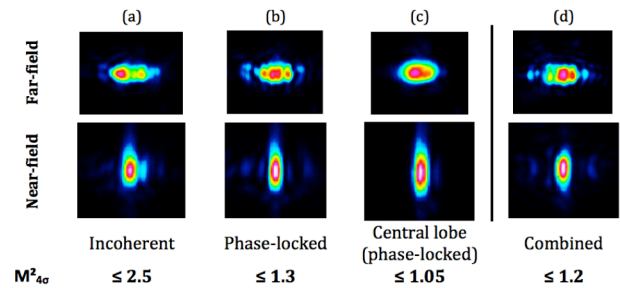 (a) (b) (c) (d)
Far-field
Near-field
Incoherent Phase-locked Central lobe (phase-locked) Combined
M²4σ ≤ 2.5 ≤ 1.3 ≤ 1.05 ≤ 1.2